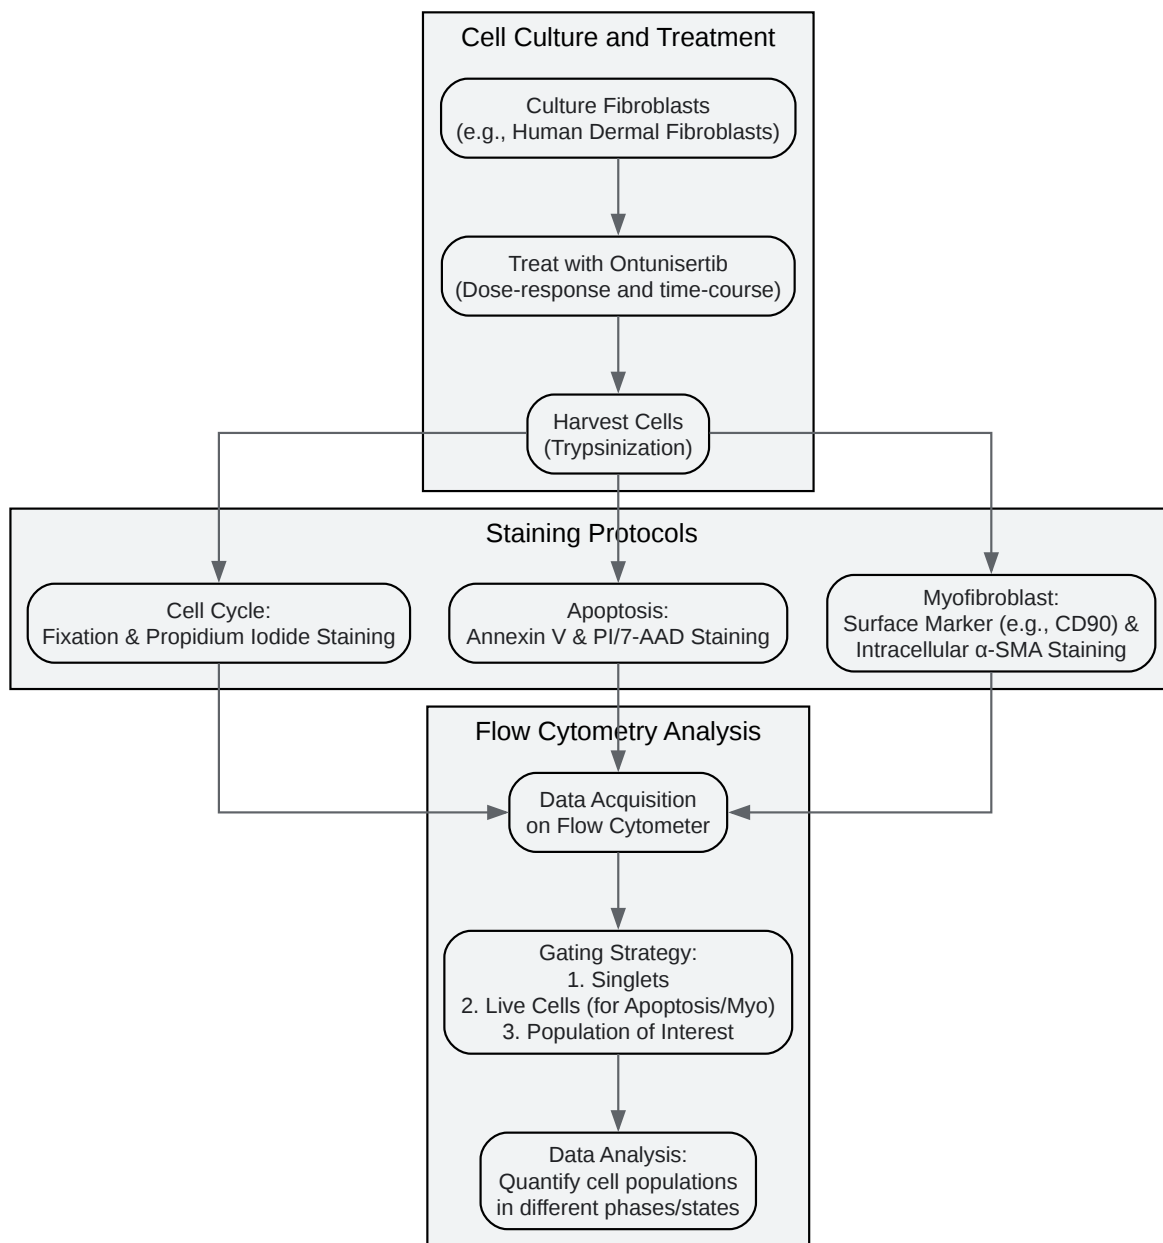 Cell Culture and Treatment
Culture Fibroblasts
(e.g., Human Dermal Fibroblasts)
Treat with Ontunisertib
(Dose-response and time-course)
Harvest Cells
(Trypsinization)
Staining Protocols
Cell Cycle:
Fixation & Propidium Iodide Staining
Apoptosis:
Annexin V & PI/7-AAD Staining
Myofibroblast:
Surface Marker (e.g., CD90) &
Intracellular α-SMA Staining
Flow Cytometry Analysis
Data Acquisition
on Flow Cytometer
Gating Strategy:
1. Singlets
2. Live Cells (for Apoptosis/Myo)
3. Population of Interest
Data Analysis:
Quantify cell populations
in different phases/states